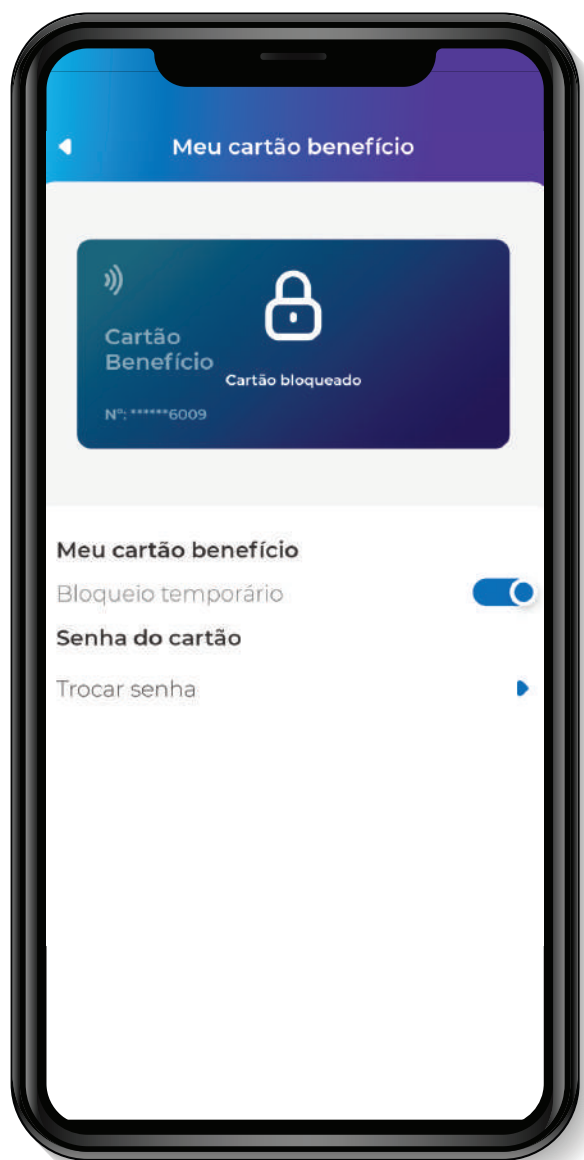 Meu cartão benefício
Cartão
Benefício
Cartão bloqueado
Nº: ******6009
Meu cartão benefício
Bloqueio temporário
Senha do cartão
Trocar senha